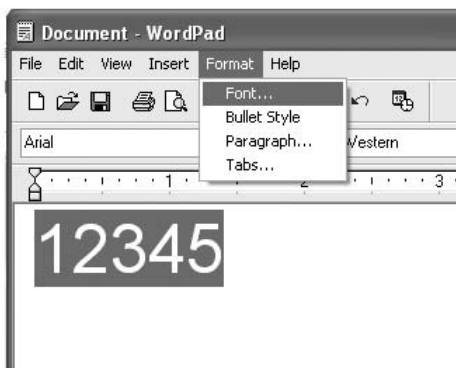 Document - WordPad
File Edit View Insert Format Help
Font...
Bullet Style
Paragraph...
Tabs...
Arial
Western
1 2 3
12345